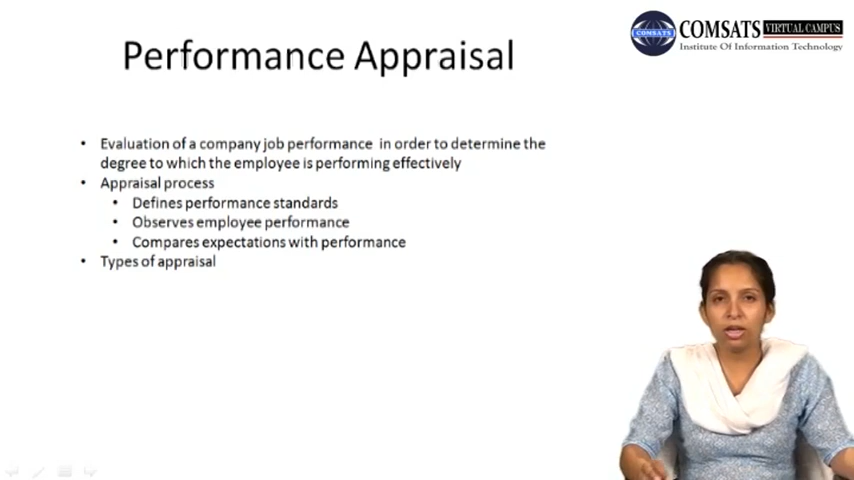 Performance Appraisal
COMSATS VIRTUAL CAMPUS
COMSATS
Institute Of Information Technology
• Evaluation of a company job performance in order to determine the
degree to which the employee is performing effectively
• Appraisal process
• Defines performance standards
• Observes employee performance
• Compares expectations with performance
• Types of appraisal